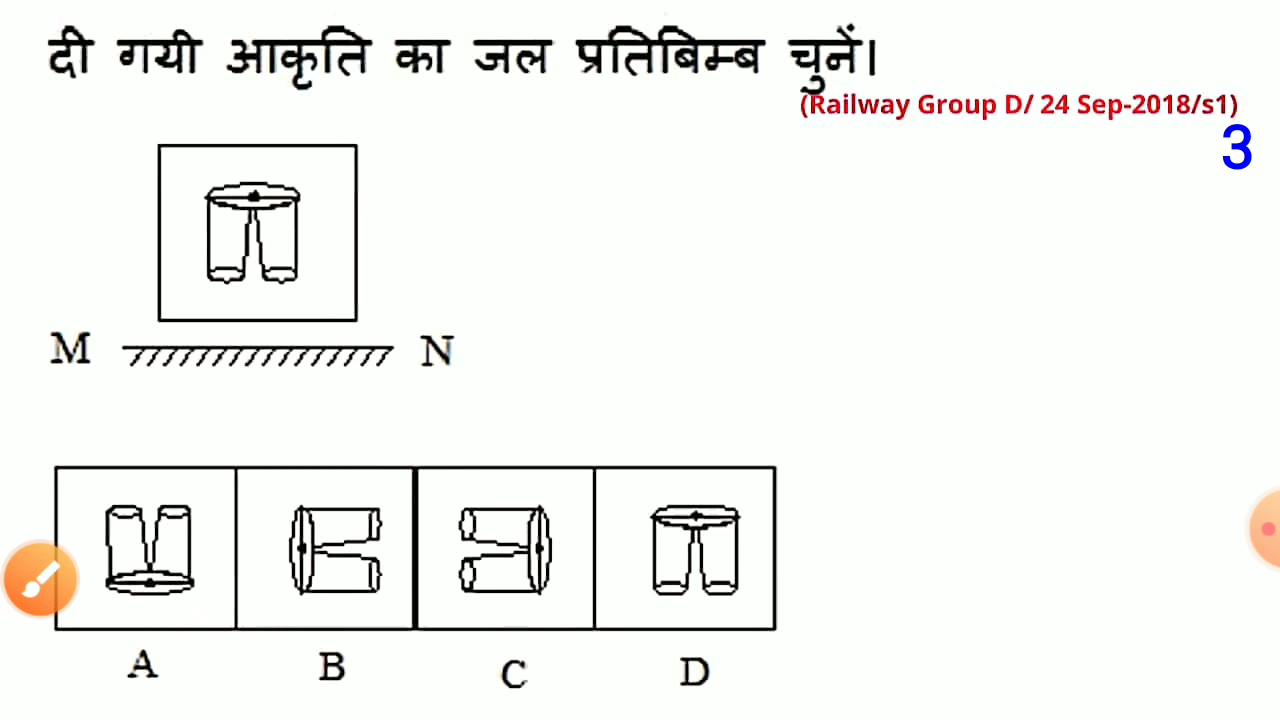 दी गयी आकृति का जल प्रतिबिम्ब चुनें।
(Railway Group D/ 24 Sep-2018/s1)
3
M N
A B C D